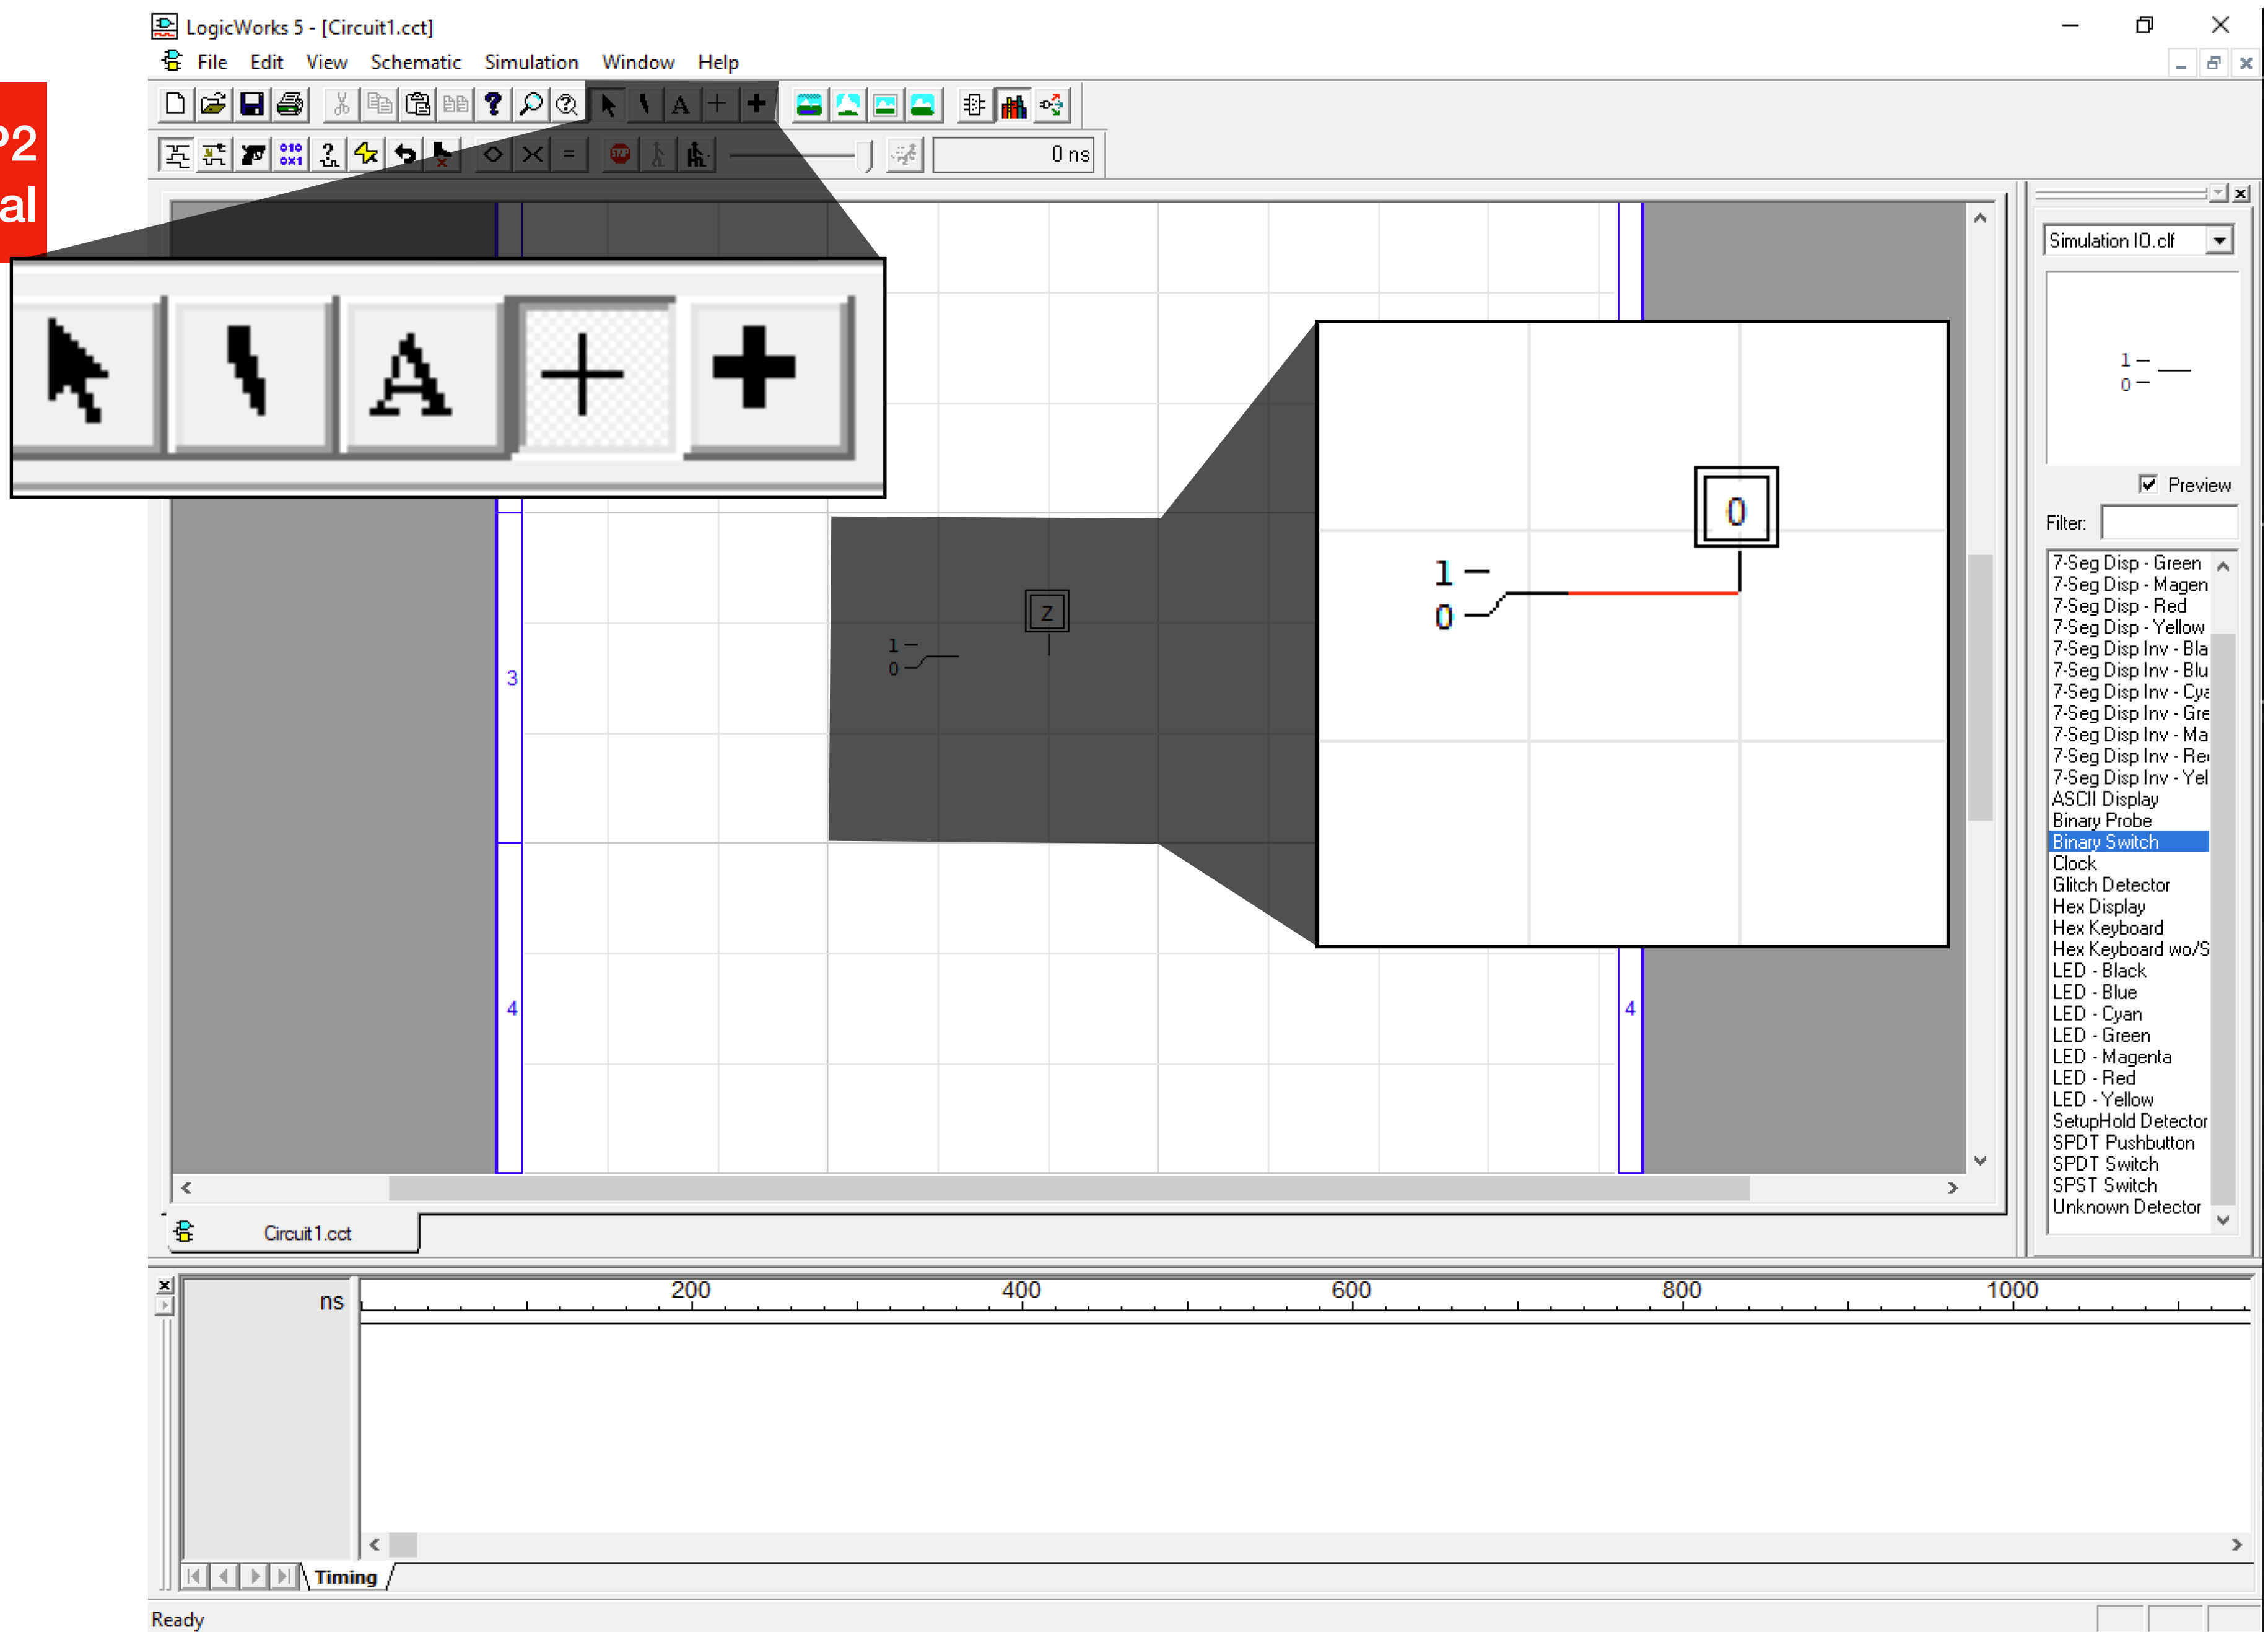 LogicWorks 5 - [Circuit1.cct]
File Edit View Schematic Simulation Window Help
P2
al
A
010
0X1
STOP
0 ns
A
Simulation IO.clf
1
0
Preview
Filter:
0
1
0
Z
1
0
3
4
4
7-Seg Disp - Green
7-Seg Disp - Magen
7-Seg Disp - Red
7-Seg Disp - Yellow
7-Seg Disp Inv - Bla
7-Seg Disp Inv - Blu
7-Seg Disp Inv - Cya
7-Seg Disp Inv - Gre
7-Seg Disp Inv - Ma
7-Seg Disp Inv - Re
7-Seg Disp Inv - Yel
ASCII Display
Binary Probe
Binary Switch
Clock
Glitch Detector
Hex Display
Hex Keyboard
Hex Keyboard wo/S
LED - Black
LED - Blue
LED - Cyan
LED - Green
LED - Magenta
LED - Red
LED - Yellow
SetupHold Detector
SPDT Pushbutton
SPDT Switch
SPST Switch
Unknown Detector
Circuit1.cct
ns
200 400 600 800 1000
Timing
Ready